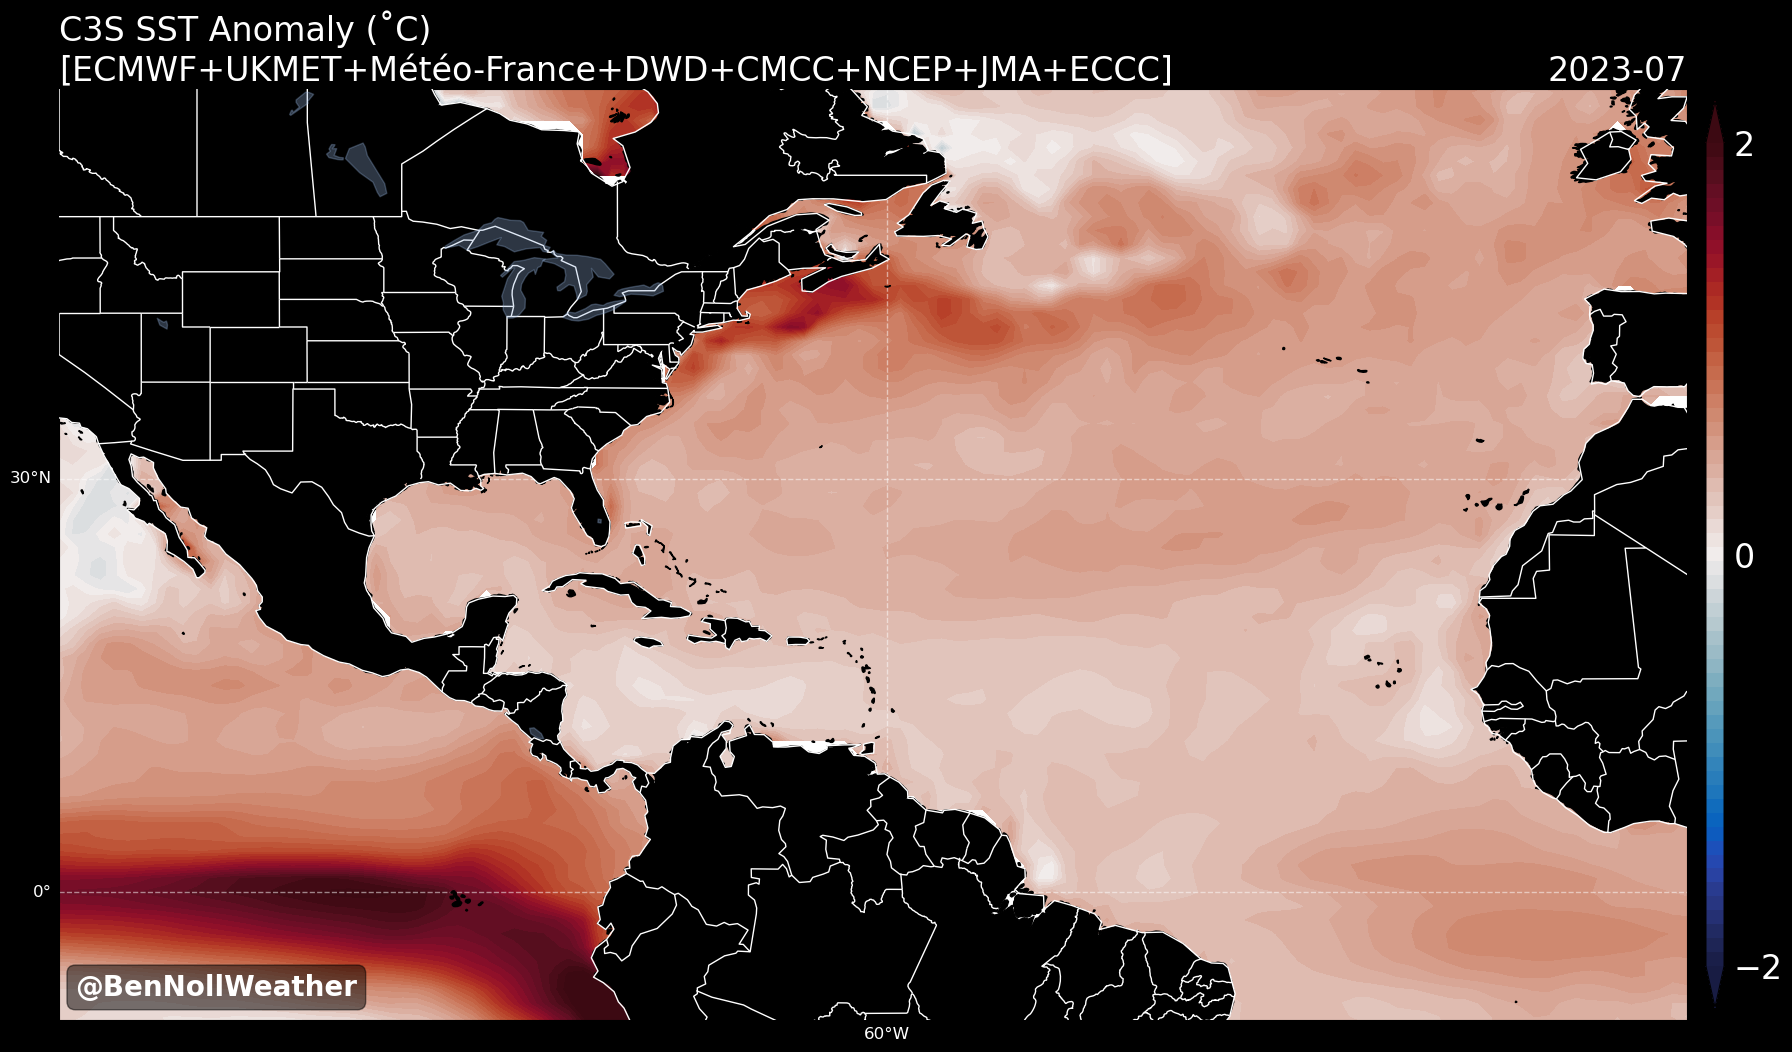 C3S SST Anomaly (˚C)
[ECMWF+UKMET+Météo-France+DWD+CMCC+NCEP+JMA+ECCC]
2023-07
2
0
−2
30°N
0°
60°W
@BenNollWeather